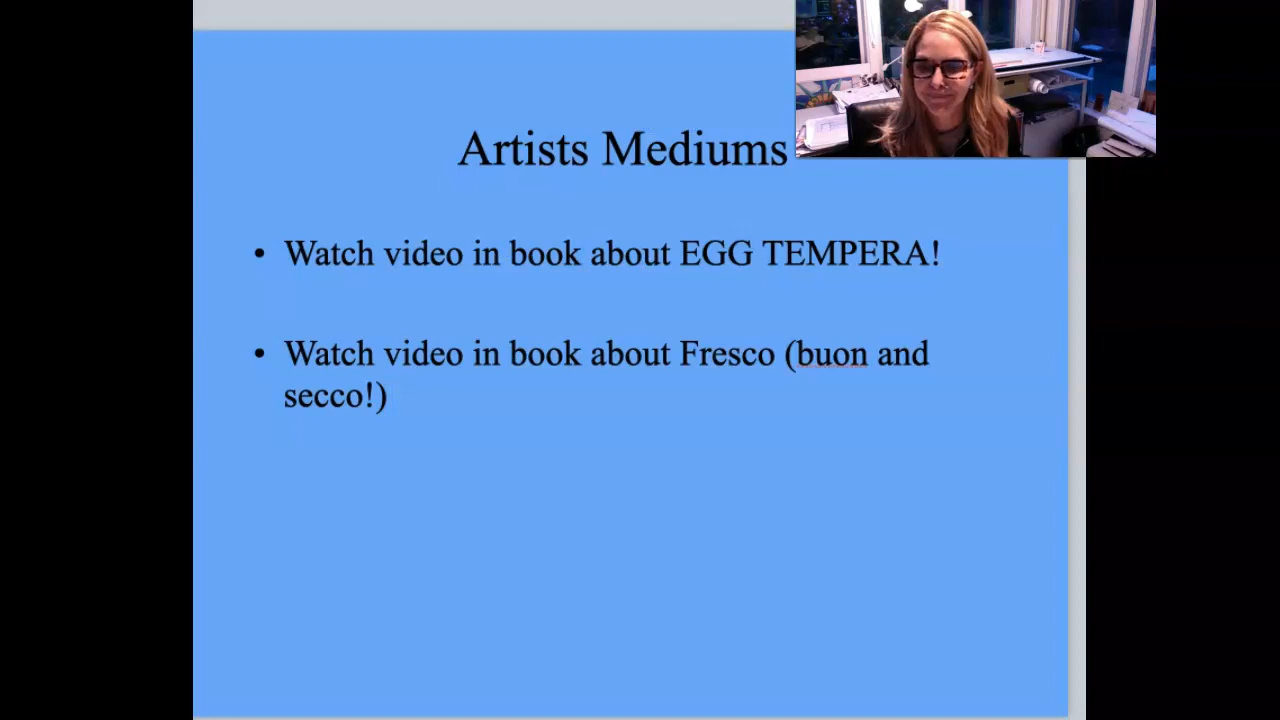 Artists Mediums
• Watch video in book about EGG TEMPERA!
• Watch video in book about Fresco (buon and
secco!)